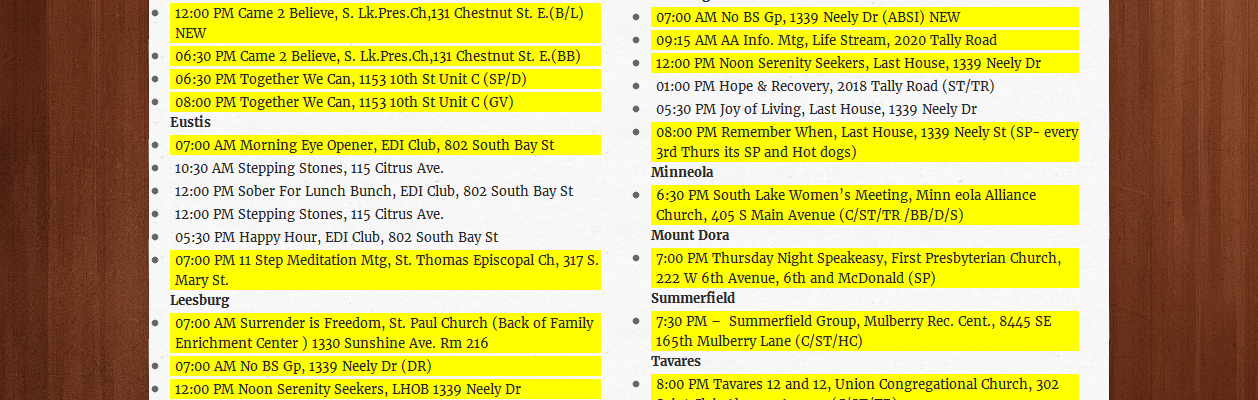 12:00 PM Came 2 Believe, S. Lk.Pres.Ch,131 Chestnut St. E.(B/L)
NEW
06:30 PM Came 2 Believe, S. Lk.Pres.Ch,131 Chestnut St. E.(BB)
06:30 PM Together We Can, 1153 10th St Unit C (SP/D)
08:00 PM Together We Can, 1153 10th St Unit C (GV)
Eustis
07:00 AM Morning Eye Opener, EDI Club, 802 South Bay St
10:30 AM Stepping Stones, 115 Citrus Ave.
12:00 PM Sober For Lunch Bunch, EDI Club, 802 South Bay St
12:00 PM Stepping Stones, 115 Citrus Ave.
05:30 PM Happy Hour, EDI Club, 802 South Bay St
07:00 PM 11 Step Meditation Mtg, St. Thomas Episcopal Ch, 317 S.
Mary St.
Leesburg
07:00 AM Surrender is Freedom, St. Paul Church (Back of Family
Enrichment Center ) 1330 Sunshine Ave. Rm 216
07:00 AM No BS Gp, 1339 Neely Dr (DR)
12:00 PM Noon Serenity Seekers, LHOB 1339 Neely Dr
07:00 AM No BS Gp, 1339 Neely Dr (ABSI) NEW
09:15 AM AA Info. Mtg, Life Stream, 2020 Tally Road
12:00 PM Noon Serenity Seekers, Last House, 1339 Neely Dr
01:00 PM Hope & Recovery, 2018 Tally Road (ST/TR)
05:30 PM Joy of Living, Last House, 1339 Neely Dr
08:00 PM Remember When, Last House, 1339 Neely St (SP- every
3rd Thurs its SP and Hot dogs)
Minneola
6:30 PM South Lake Women's Meeting, Minn eola Alliance
Church, 405 S Main Avenue (C/ST/TR /BB/D/S)
Mount Dora
7:00 PM Thursday Night Speakeasy, First Presbyterian Church,
222 W 6th Avenue, 6th and McDonald (SP)
Summerfield
7:30 PM – Summerfield Group, Mulberry Rec. Cent., 8445 SE
165th Mulberry Lane (C/ST/HC)
Tavares
8:00 PM Tavares 12 and 12, Union Congregational Church, 302